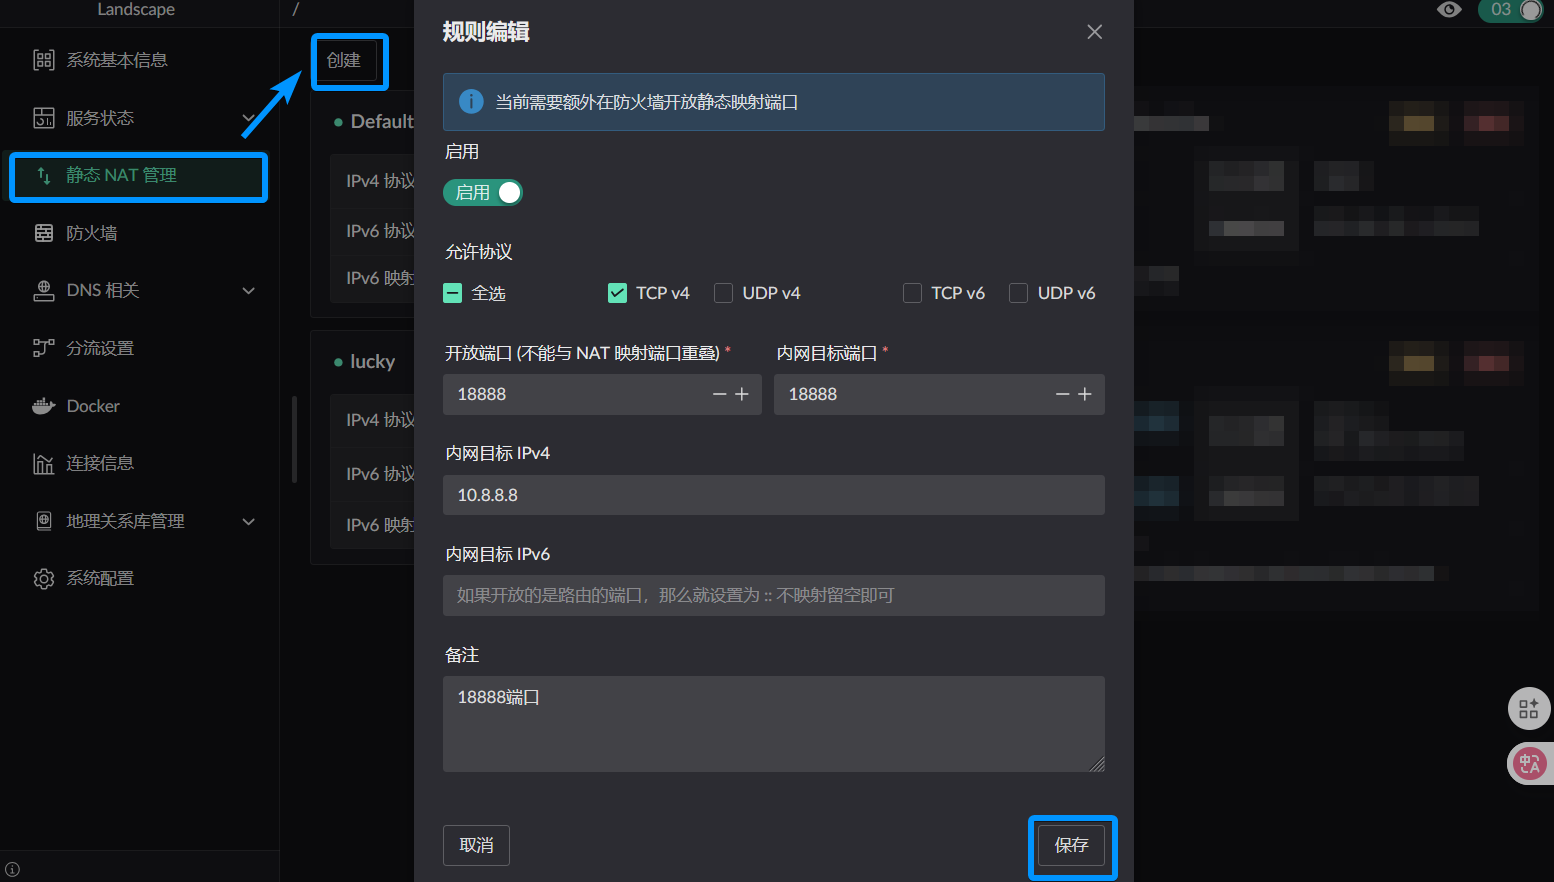 Landscape
/
03
系统基本信息
服务状态
静态 NAT 管理
防火墙
DNS 相关
分流设置
Docker
连接信息
地理关系库管理
系统配置
创建
Default
IPv4 协议
IPv6 协议
IPv6 映射
lucky
IPv4 协议
IPv6 协议
IPv6 映射
规则编辑
当前需要额外在防火墙开放静态映射端口
启用
启用
允许协议
全选 TCP v4 UDP v4 TCP v6 UDP v6
开放端口 (不能与 NAT 映射端口重叠) * 内网目标端口 *
18888 18888
内网目标 IPv4
10.8.8.8
内网目标 IPv6
如果开放的是路由的端口，那么就设置为 :: 不映射留空即可
备注
18888端口
取消 保存
中A